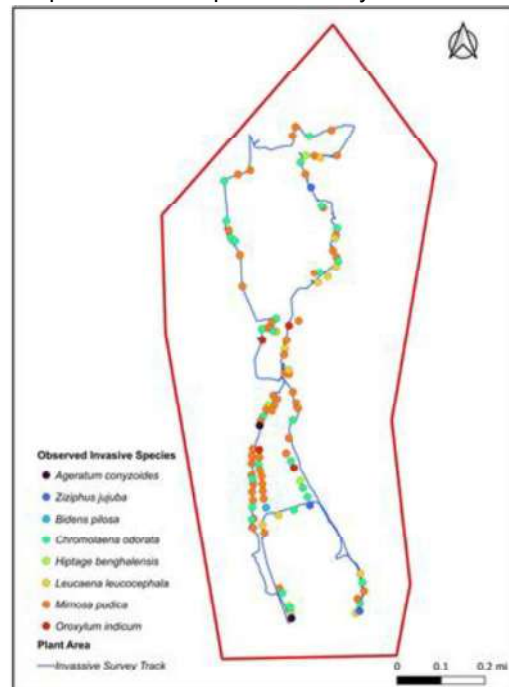 Observed Invasive Species
Ageratum conyzoides
Ziziphus jujuba
Bidens pilosa
Chromolaena odorata
Hiptage benghalensis
Leucaena leucocephala
Mimosa pudica
Oroxylum indicum
Plant Area
Invassive Survey Track
0 0.1 0.2 mi